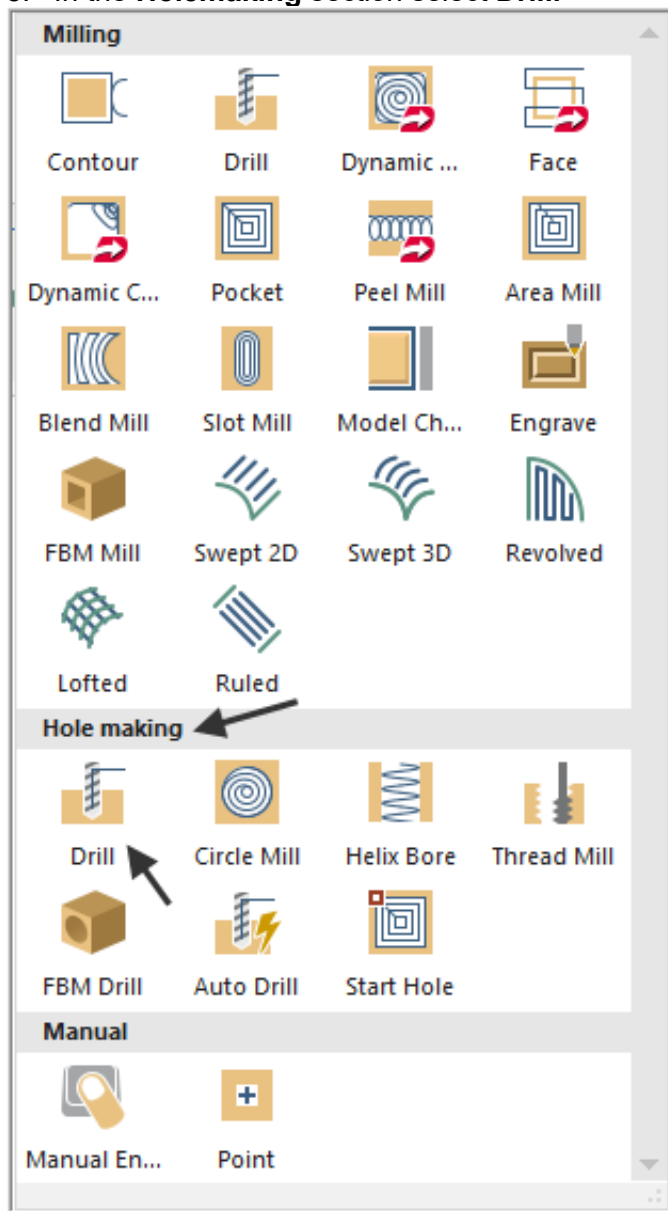 Milling
Contour Drill Dynamic ... Face
Dynamic C... Pocket Peel Mill Area Mill
Blend Mill Slot Mill Model Ch... Engrave
FBM Mill Swept 2D Swept 3D Revolved
Lofted Ruled
Hole making
Drill Circle Mill Helix Bore Thread Mill
FBM Drill Auto Drill Start Hole
Manual
Manual En... Point